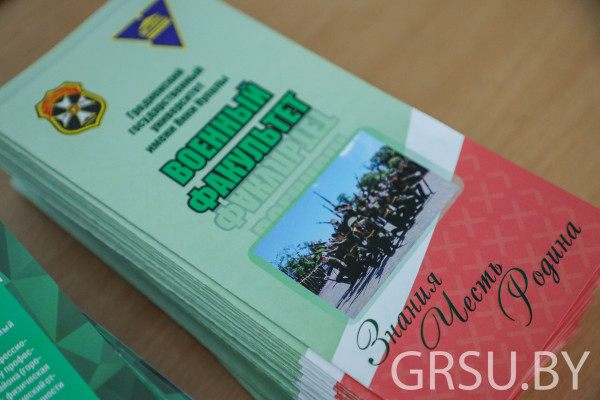 Гродненский
государственный
университет
имени Янки Купалы
ВОЕННЫЙ
ФАКУЛЬТЕТ
Знания
Честь
Родина
GRSU.BY